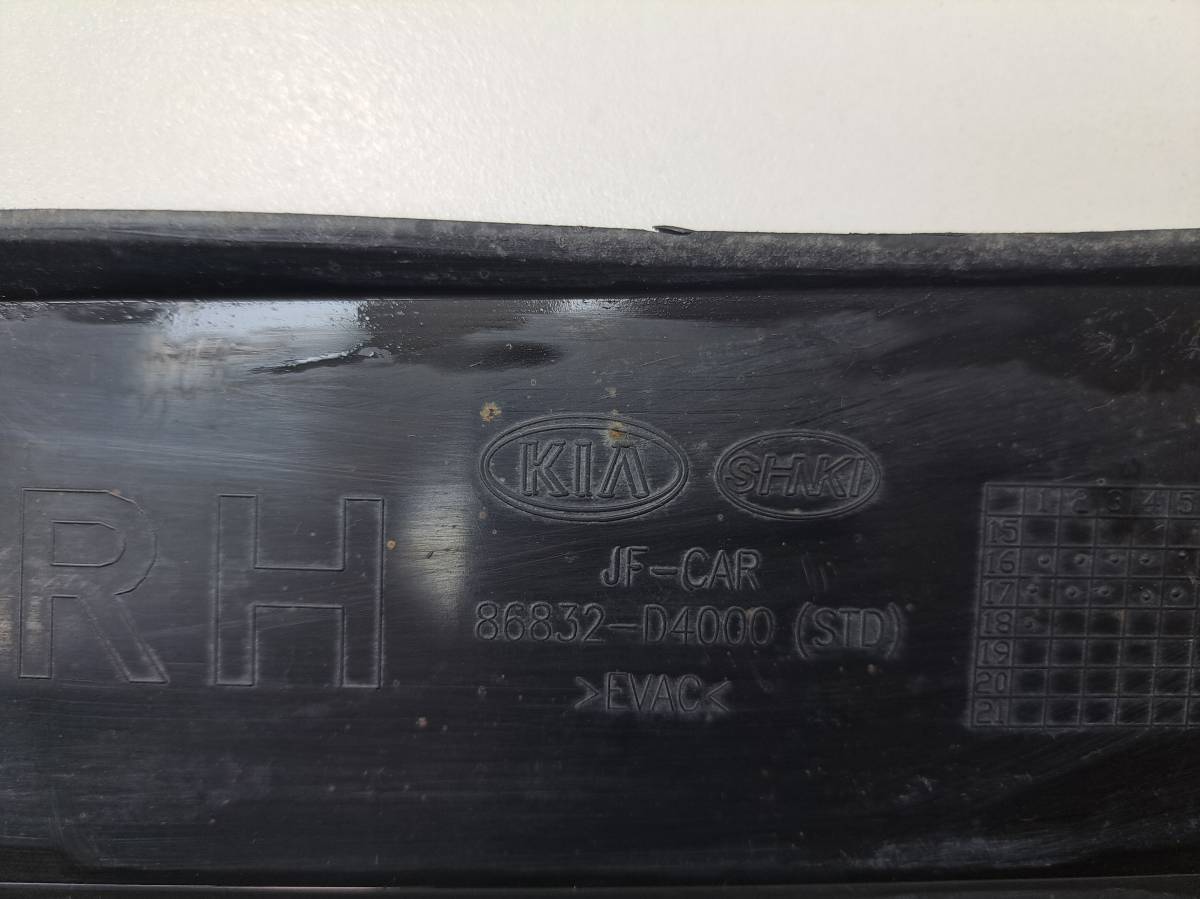 RH
KIA SHAKI
JF-CAR
86832-D4000 (STD)
>EVAC<
1 2 3 4 5
15
16
17
18
19
20
21